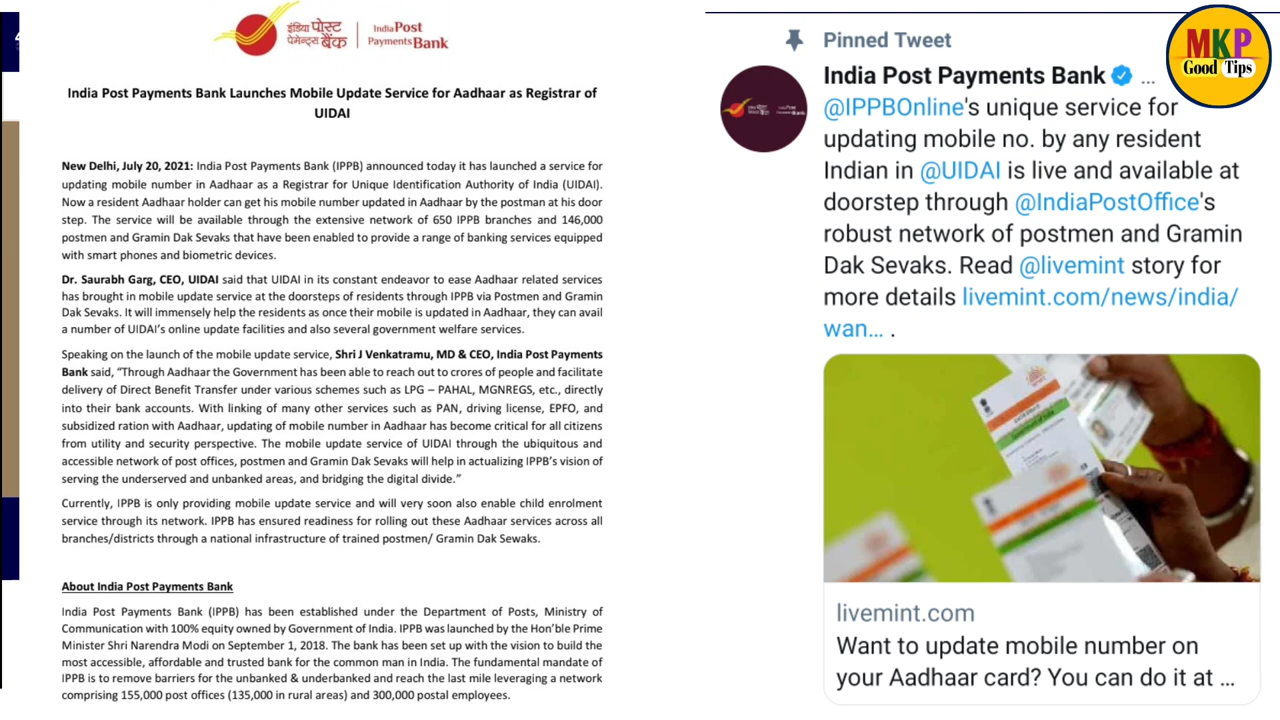 इंडिया पोस्ट
पेमेन्ट्स बैंक
India Post
Payments Bank
India Post Payments Bank Launches Mobile Update Service for Aadhaar as Registrar of
UIDAI
New Delhi, July 20, 2021: India Post Payments Bank (IPPB) announced today it has launched a service for
updating mobile number in Aadhaar as a Registrar for Unique Identification Authority of India (UIDAI).
Now a resident Aadhaar holder can get his mobile number updated in Aadhaar by the postman at his door
step. The service will be available through the extensive network of 650 IPPB branches and 146,000
postmen and Gramin Dak Sevaks that have been enabled to provide a range of banking services equipped
with smart phones and biometric devices.
Dr. Saurabh Garg, CEO, UIDAI said that UIDAI in its constant endeavor to ease Aadhaar related services
has brought in mobile update service at the doorsteps of residents through IPPB via Postmen and Gramin
Dak Sevaks. It will immensely help the residents as once their mobile is updated in Aadhaar, they can avail
a number of UIDAI's online update facilities and also several government welfare services.
Speaking on the launch of the mobile update service, Shri J Venkatramu, MD & CEO, India Post Payments
Bank said, "Through Aadhaar the Government has been able to reach out to crores of people and facilitate
delivery of Direct Benefit Transfer under various schemes such as LPG – PAHAL, MGNREGS, etc., directly
into their bank accounts. With linking of many other services such as PAN, driving license, EPFO, and
subsidized ration with Aadhaar, updating of mobile number in Aadhaar has become critical for all citizens
from utility and security perspective. The mobile update service of UIDAI through the ubiquitous and
accessible network of post offices, postmen and Gramin Dak Sevaks will help in actualizing IPPB's vision of
serving the underserved and unbanked areas, and bridging the digital divide."
Currently, IPPB is only providing mobile update service and will very soon also enable child enrolment
service through its network. IPPB has ensured readiness for rolling out these Aadhaar services across all
branches/districts through a national infrastructure of trained postmen/ Gramin Dak Sewaks.
About India Post Payments Bank
India Post Payments Bank (IPPB) has been established under the Department of Posts, Ministry of
Communication with 100% equity owned by Government of India. IPPB was launched by the Hon'ble Prime
Minister Shri Narendra Modi on September 1, 2018. The bank has been set up with the vision to build the
most accessible, affordable and trusted bank for the common man in India. The fundamental mandate of
IPPB is to remove barriers for the unbanked & underbanked and reach the last mile leveraging a network
comprising 155,000 post offices (135,000 in rural areas) and 300,000 postal employees.
Pinned Tweet
India Post Payments Bank ...
@IPPBOnline's unique service for
updating mobile no. by any resident
Indian in @UIDAI is live and available at
doorstep through @IndiaPostOffice's
robust network of postmen and Gramin
Dak Sevaks. Read @livemint story for
more details livemint.com/news/india/
wan... .
livemint.com
Want to update mobile number on
your Aadhaar card? You can do it at ...
MKP
Good Tips